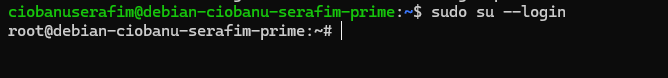 ciobanuserafim@debian-ciobanu-serafim-prime:~$ sudo su --login
root@debian-ciobanu-serafim-prime:~#